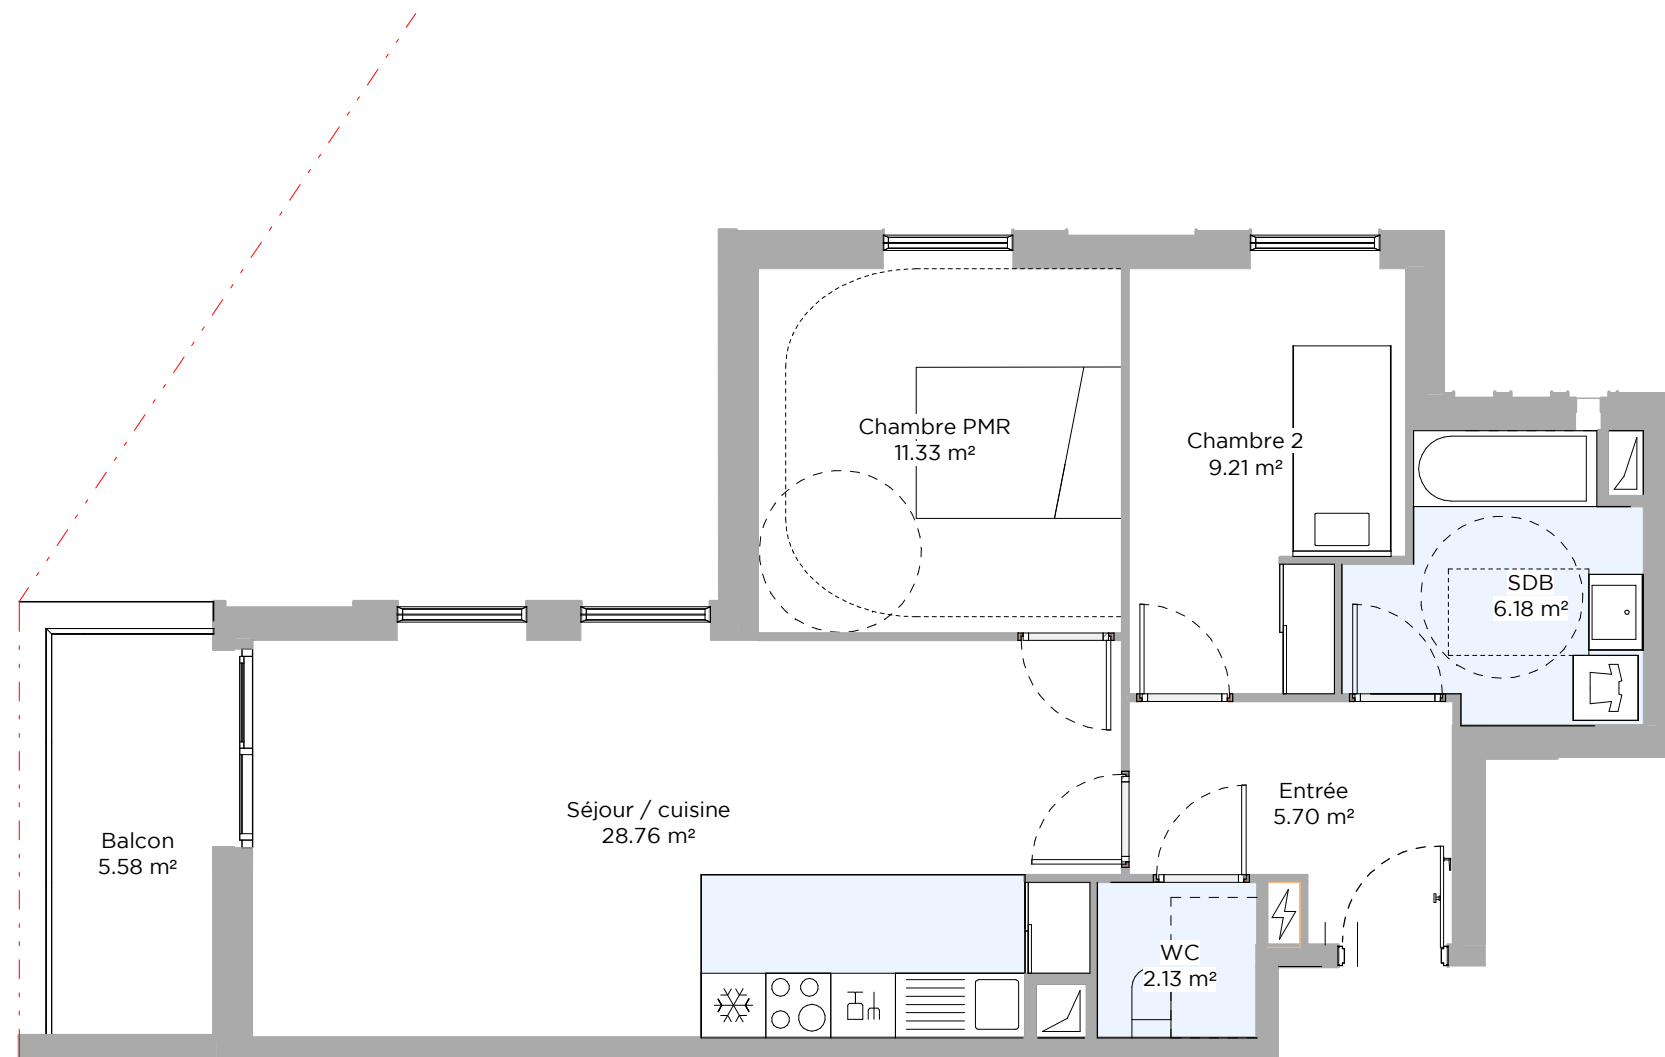 Chambre PMR
11.33 m²
Chambre 2
9.21 m²
SDB
6.18 m²
Entrée
5.70 m²
Séjour / cuisine
28.76 m²
Balcon
5.58 m²
WC
2.13 m²